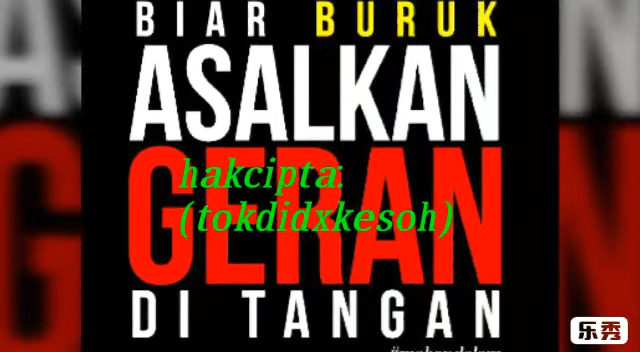 BIAR BURUK
ASALKAN
GERAN
hakcipta:
(tokdidxkesoh)
DI TANGAN
乐秀